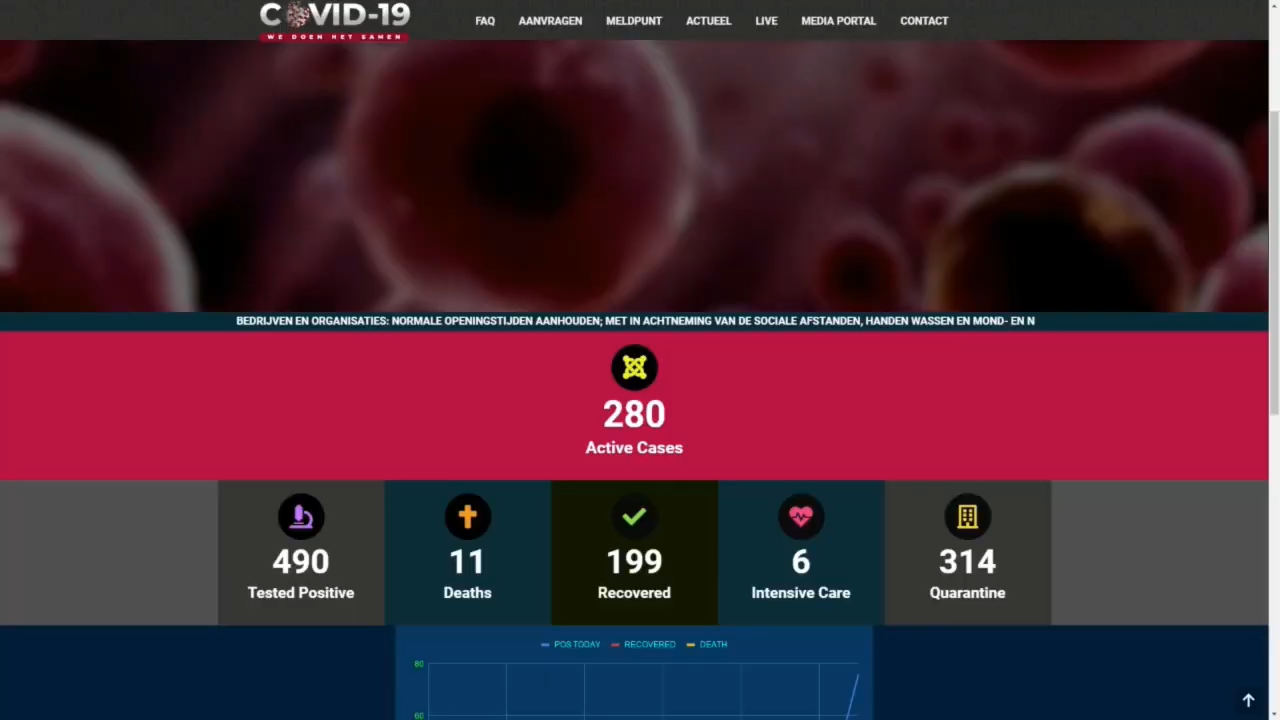 COVID-19
WE DOEN HET SAMEN
FAQ AANVRAGEN MELDPUNT ACTUEEL LIVE MEDIA PORTAL CONTACT
BEDRIJVEN EN ORGANISATIES: NORMALE OPENINGSTIJDEN AANHOUDEN; MET IN ACHTNEMING VAN DE SOCIALE AFSTANDEN, HANDEN WASSEN EN MOND- EN N
280
Active Cases
490 11 199 6 314
Tested Positive Deaths Recovered Intensive Care Quarantine
POS TODAY RECOVERED DEATH
80
60